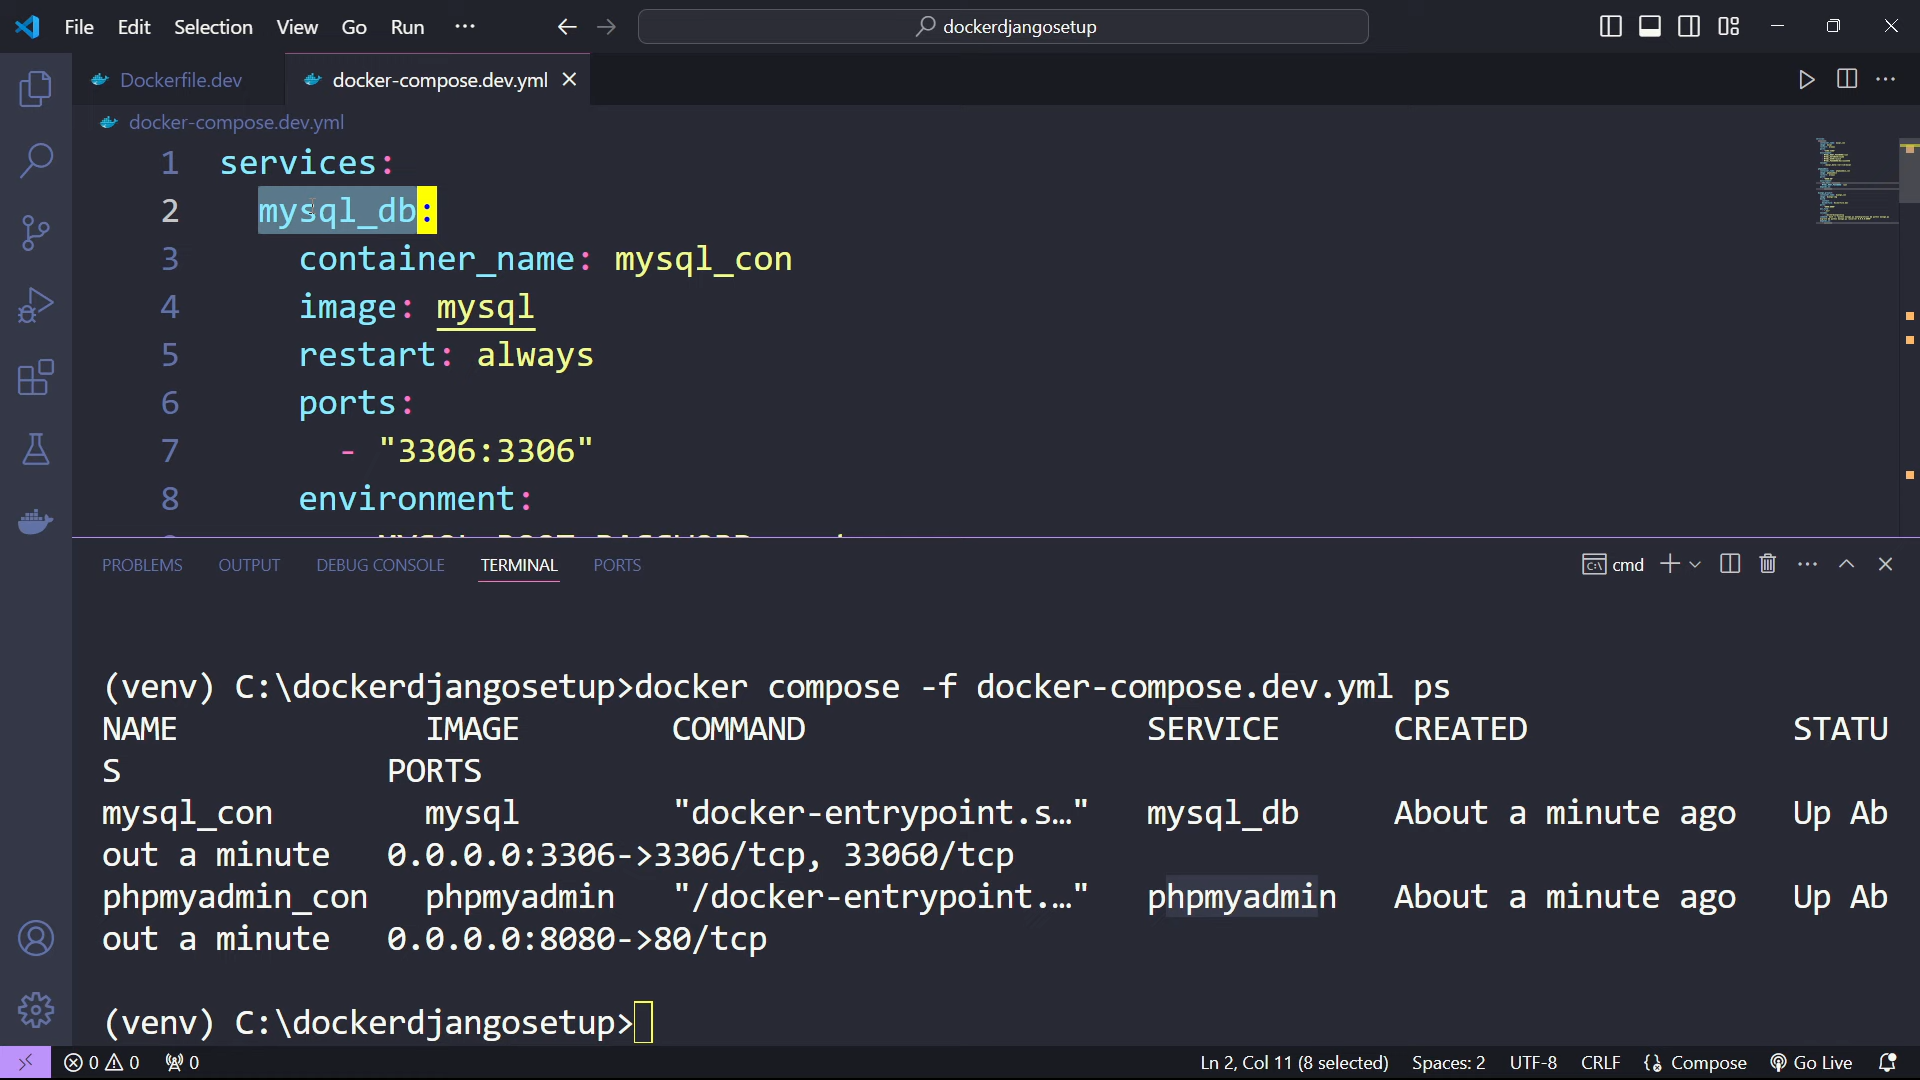 File Edit Selection View Go Run ··· dockerdjangosetup
Dockerfile.dev docker-compose.dev.yml
docker-compose.dev.yml
1 services:
2 mysql_db:
3 container_name: mysql_con
4 image: mysql
5 restart: always
6 ports:
7 - "3306:3306"
8 environment:
PROBLEMS OUTPUT DEBUG CONSOLE TERMINAL PORTS cmd
(venv) C:\dockerdjangosetup>docker compose -f docker-compose.dev.yml ps
NAME IMAGE COMMAND SERVICE CREATED STATU
S PORTS
mysql_con mysql "docker-entrypoint.s…" mysql_db About a minute ago Up Ab
out a minute 0.0.0.0:3306->3306/tcp, 33060/tcp
phpmyadmin_con phpmyadmin "/docker-entrypoint.…" phpmyadmin About a minute ago Up Ab
out a minute 0.0.0.0:8080->80/tcp
(venv) C:\dockerdjangosetup>
0 0 0 Ln 2, Col 11 (8 selected) Spaces: 2 UTF-8 CRLF Compose Go Live